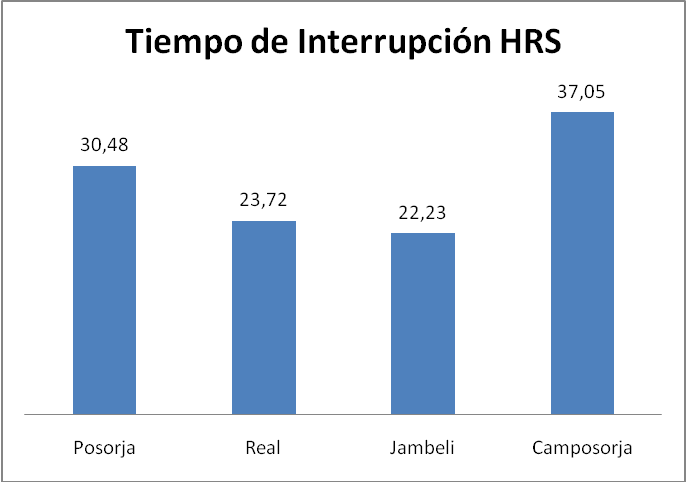 Tiempo de Interrupción HRS
37,05
30,48
23,72
22,23
Posorja Real Jambeli Camposorja